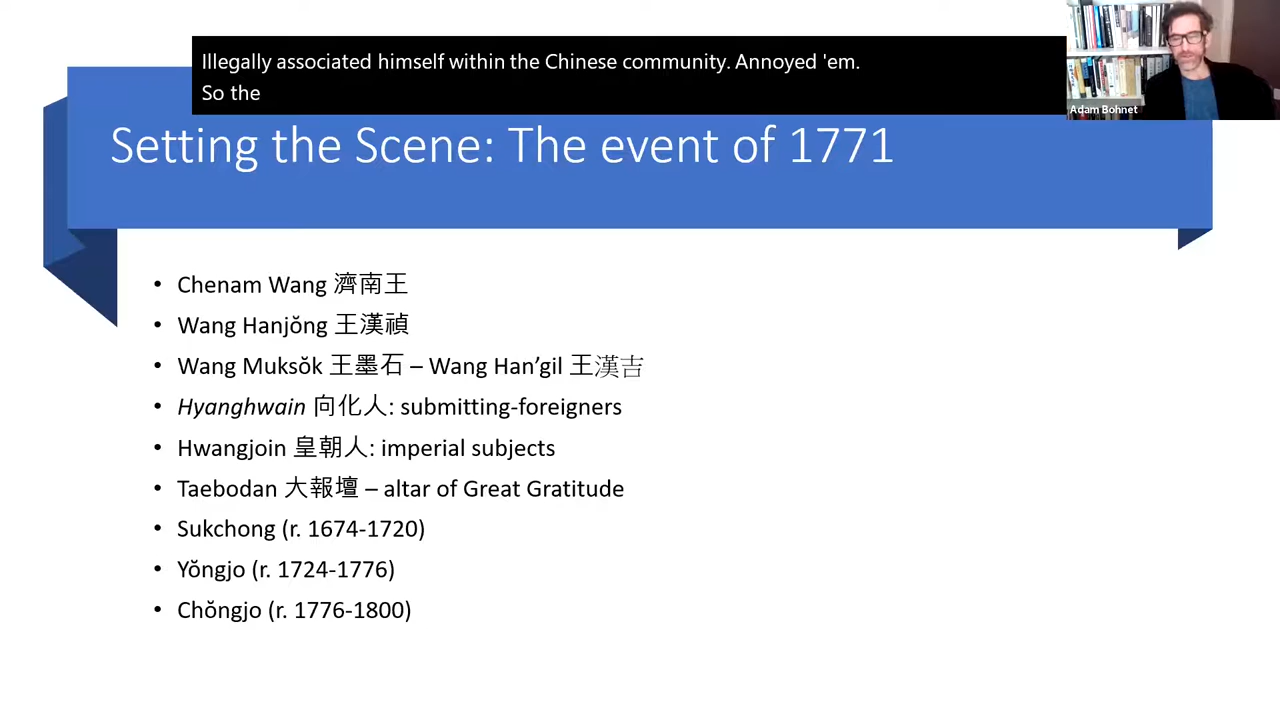 Illegally associated himself within the Chinese community. Annoyed 'em.
So the
Adam Bohnet
Setting the Scene: The event of 1771
• Chenam Wang 濟南王
• Wang Hanjŏng 王漢禎
• Wang Muksŏk 王墨石 – Wang Han’gil 王漢吉
• Hyanghwain 向化人: submitting-foreigners
• Hwangjoin 皇朝人: imperial subjects
• Taebodan 大報壇 – altar of Great Gratitude
• Sukchong (r. 1674-1720)
• Yŏngjo (r. 1724-1776)
• Chŏngjo (r. 1776-1800)